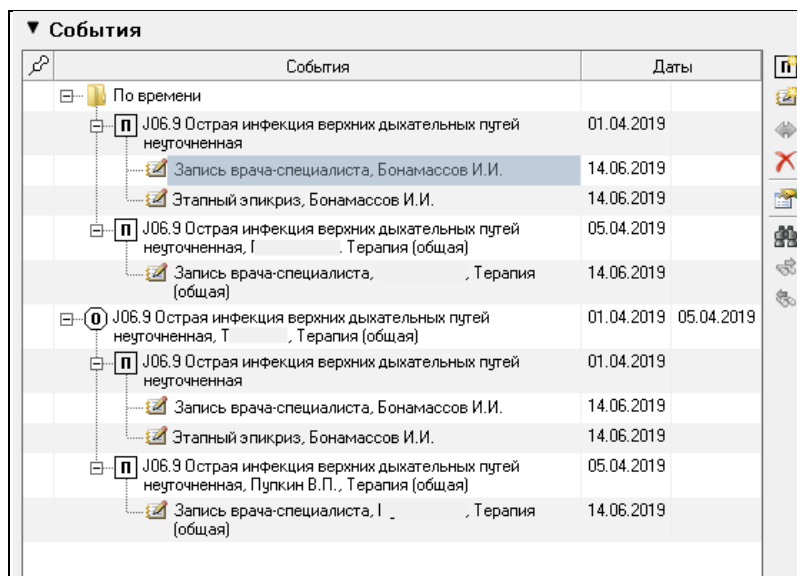 ▼ События
События Даты
По времени
П J06.9 Острая инфекция верхних дыхательных путей 01.04.2019
неуточненная
Запись врача-специалиста, Бонамассов И.И. 14.06.2019
Этапный эпикриз, Бонамассов И.И. 14.06.2019
П J06.9 Острая инфекция верхних дыхательных путей 05.04.2019
неуточненная, Терапия (общая)
Запись врача-специалиста, , Терапия 14.06.2019
(общая)
О J06.9 Острая инфекция верхних дыхательных путей 01.04.2019 05.04.2019
неуточненная, Т , Терапия (общая)
П J06.9 Острая инфекция верхних дыхательных путей 01.04.2019
неуточненная
Запись врача-специалиста, Бонамассов И.И. 14.06.2019
Этапный эпикриз, Бонамассов И.И. 14.06.2019
П J06.9 Острая инфекция верхних дыхательных путей 05.04.2019
неуточненная, Пупкин В.П., Терапия (общая)
Запись врача-специалиста, , Терапия 14.06.2019
(общая)